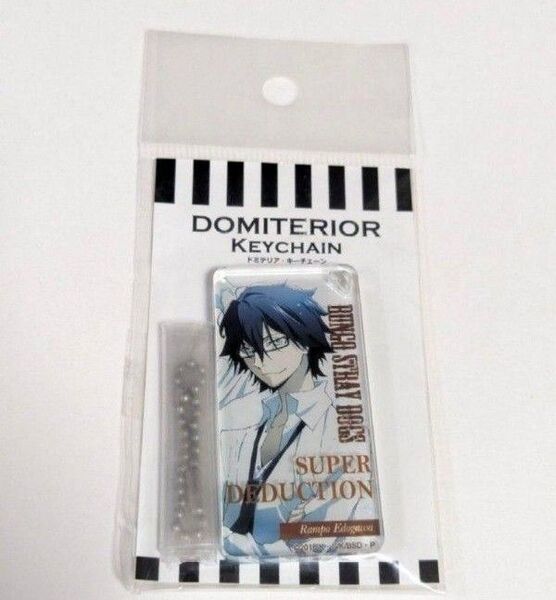 DOMITERIOR
KEYCHAIN
ドミテリア・キーチェーン
BUNGO STRAY DOGS
SUPER
DEDUCTION
Rampo Edogawa
K/BSD・P